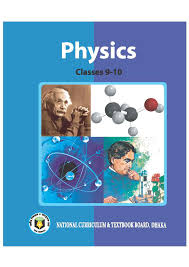 Physics
Classes 9-10
NATIONAL CURRICULUM & TEXTBOOK BOARD, DHAKA